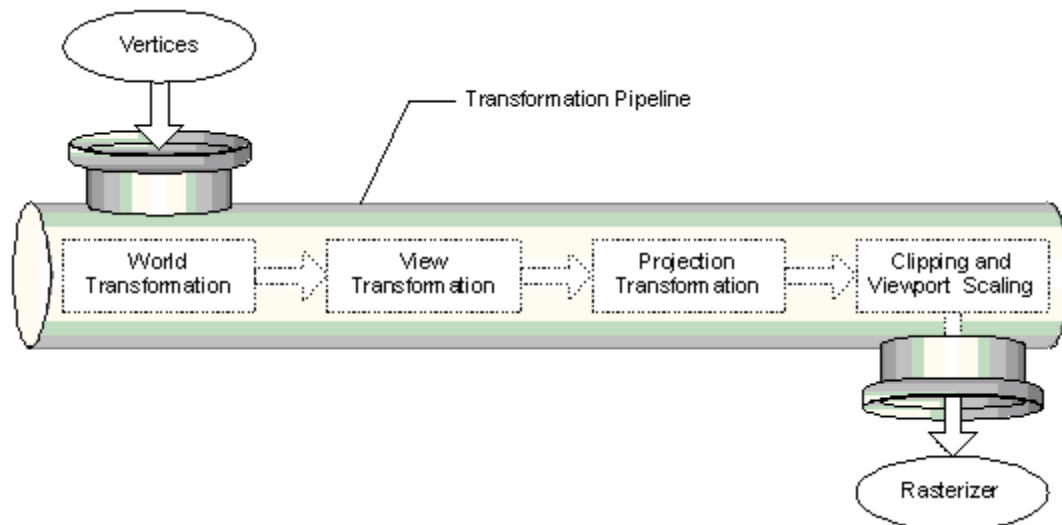 Vertices
Transformation Pipeline
World
Transformation
View
Transformation
Projection
Transformation
Clipping and
Viewport Scaling
Rasterizer